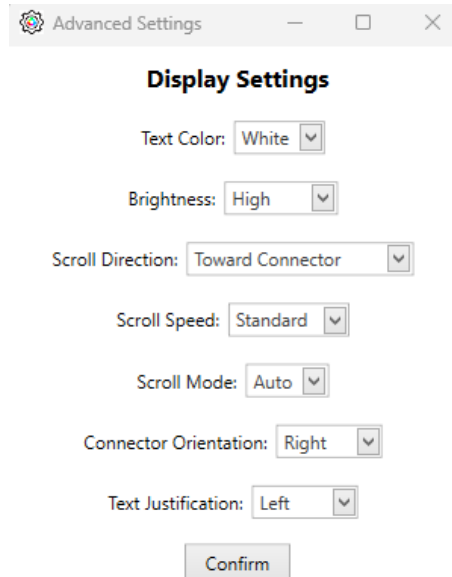 Advanced Settings
Display Settings
Text Color: White
Brightness: High
Scroll Direction: Toward Connector
Scroll Speed: Standard
Scroll Mode: Auto
Connector Orientation: Right
Text Justification: Left
Confirm